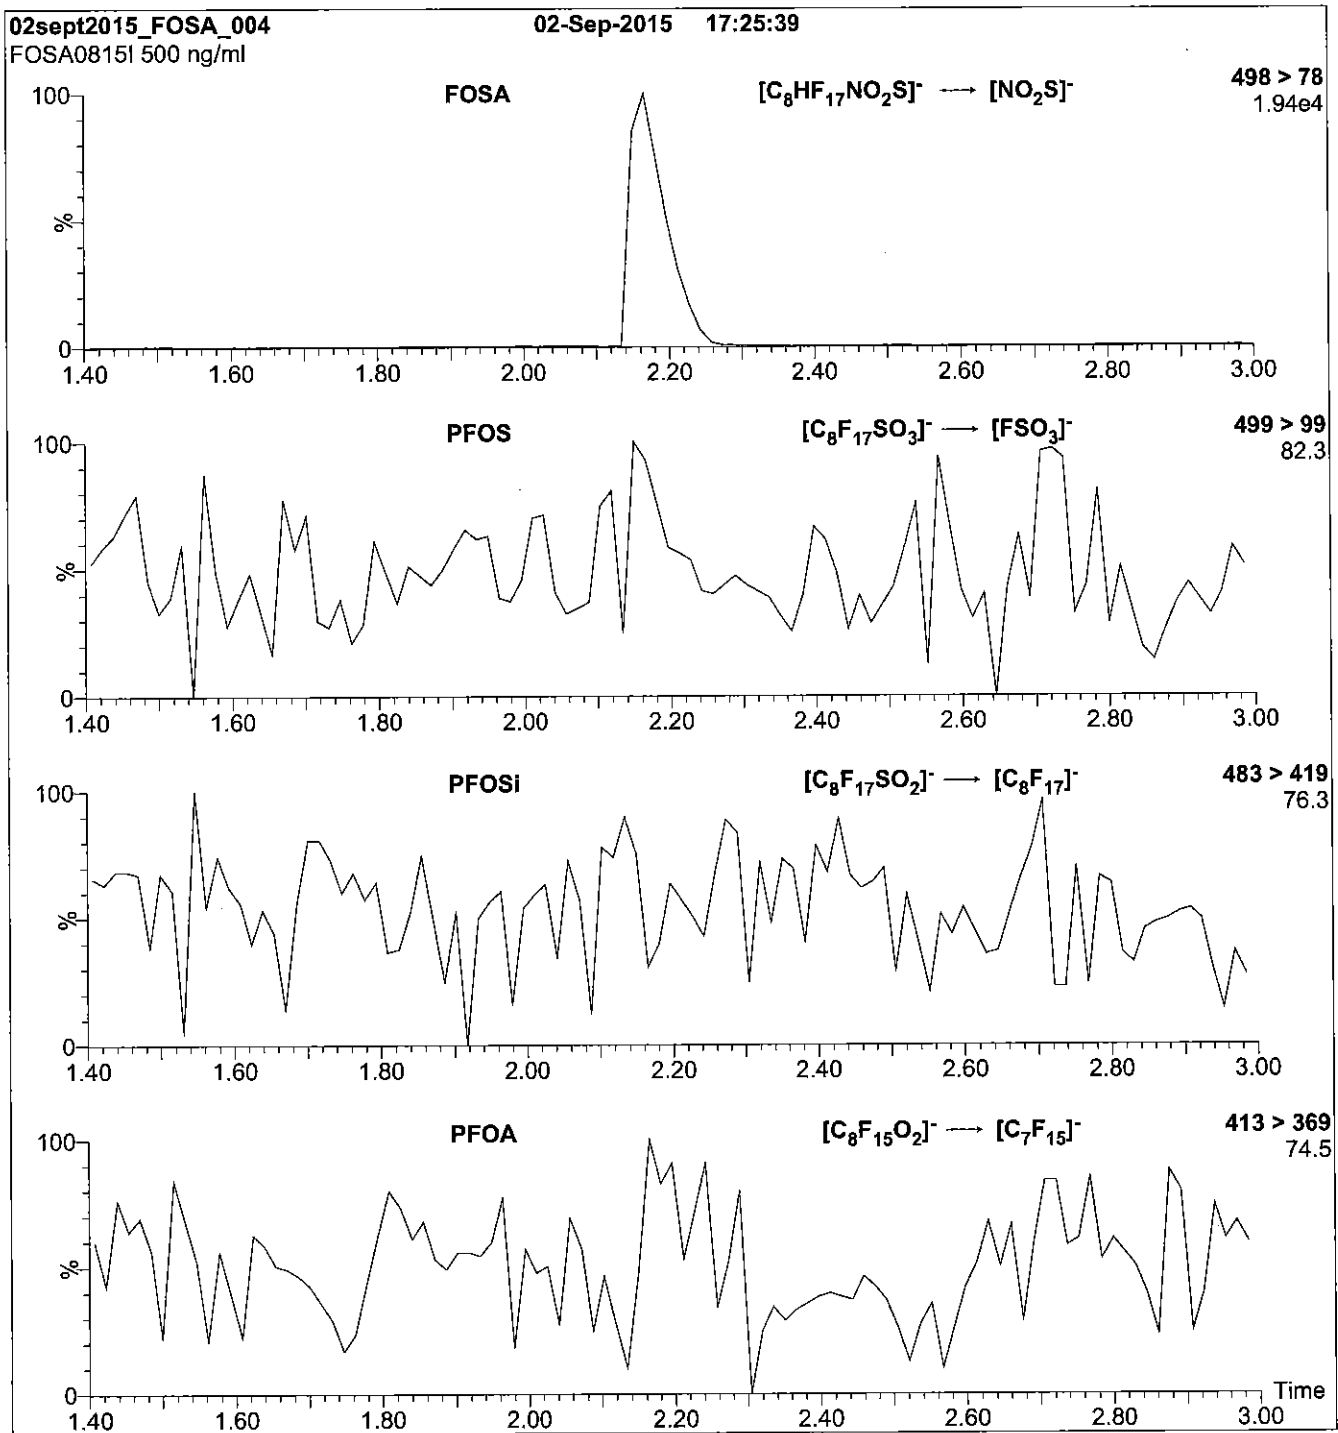 02sept2015_FOSA_004 02-Sep-2015 17:25:39
FOSA0815I 500 ng/ml
FOSA [C₈HF₁₇NO₂S]⁻ ⟶ [NO₂S]⁻ 498 > 78
1.94e4
100
%
0
1.40 1.60 1.80 2.00 2.20 2.40 2.60 2.80 3.00
PFOS [C₈F₁₇SO₃]⁻ ⟶ [FSO₃]⁻ 499 > 99
82.3
100
%
0
1.40 1.60 1.80 2.00 2.20 2.40 2.60 2.80 3.00
PFOSi [C₈F₁₇SO₂]⁻ ⟶ [C₈F₁₇]⁻ 483 > 419
76.3
100
%
0
1.40 1.60 1.80 2.00 2.20 2.40 2.60 2.80 3.00
PFOA [C₈F₁₅O₂]⁻ ⟶ [C₇F₁₅]⁻ 413 > 369
74.5
100
%
0
Time
1.40 1.60 1.80 2.00 2.20 2.40 2.60 2.80 3.00